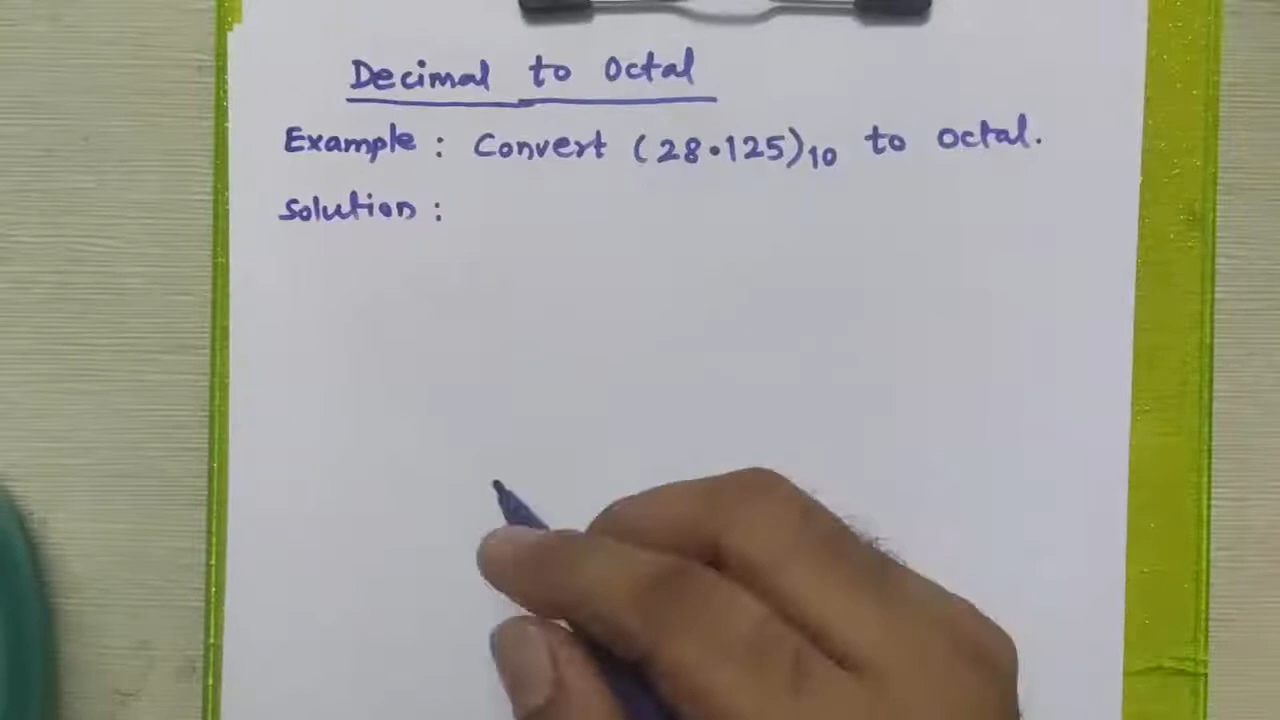 Decimal to Octal
Example : Convert (28.125)₁₀ to Octal.
Solution :